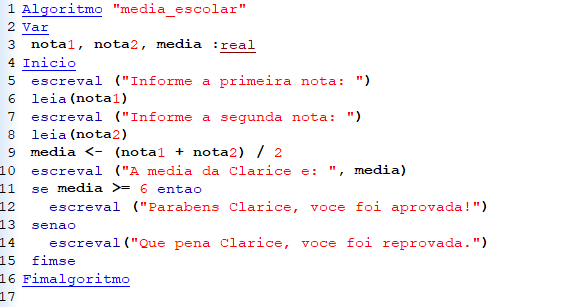 1 Algoritmo "media_escolar"
2 Var
3 nota1, nota2, media :real
4 Inicio
5 escreval ("Informe a primeira nota: ")
6 leia(nota1)
7 escreval ("Informe a segunda nota: ")
8 leia(nota2)
9 media <- (nota1 + nota2) / 2
10 escreval ("A media da Clarice e: ", media)
11 se media >= 6 entao
12 escreval ("Parabens Clarice, voce foi aprovada!")
13 senao
14 escreval("Que pena Clarice, voce foi reprovada.")
15 fimse
16 Fimalgoritmo
17